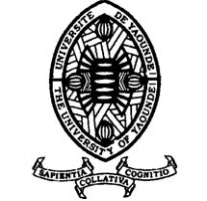 UNIVERSITE DE YAOUNDE I
THE UNIVERSITY OF YAOUNDE I
SAPIENTIA
COLLATIVA
COGNITIO